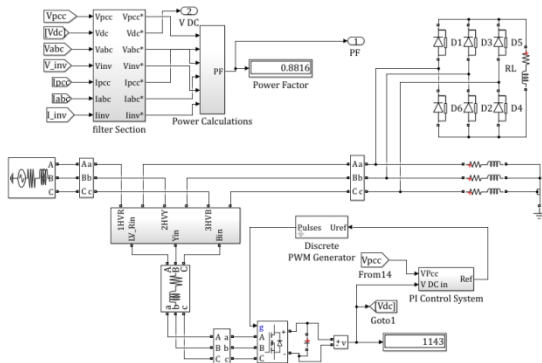 Vpcc
[Vdc]
Vabc
V_inv
Ipcc
Iabc
I_inv
Vpcc Vpcc*
Vdc Vdc*
Vabc Vabc*
Vinv Vinv*
Ipcc Ipcc*
Iabc Iabc*
Iinv Iinv*
filter Section
2
V DC
PF
Power Calculations
1
PF
0.8816
Power Factor
D1 D3 D5
RL
D6 D2 D4
A
B
C
Aa
Bb
C c
Aa
Bb
C c
1HVR
2HVY
3HVB
LV_Rin
Yin
Bin
A
B
C
a
b
c
A a
B b
C c
g
A
B
C
+
-
+ v
-
Pulses Uref
Discrete
PWM Generator
Vpcc
From14
VPcc
V DC in
Ref
PI Control System
[Vdc]
Goto1
1143